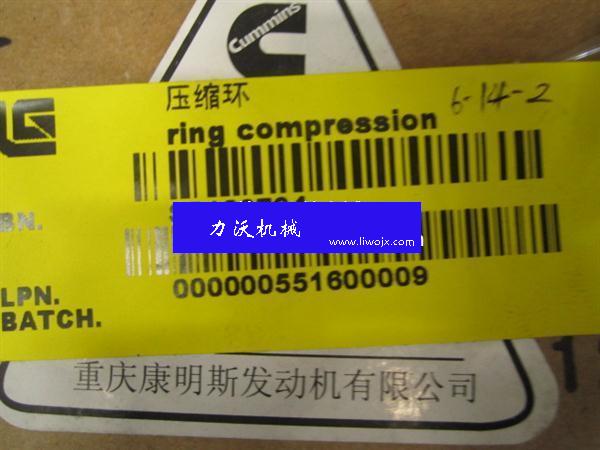 Cummins
压缩环
6-14-2
ring compression
BN.
力沃机械
www.liwojx.com
LPN.
000000551600009
BATCH.
重庆康明斯发动机有限公司